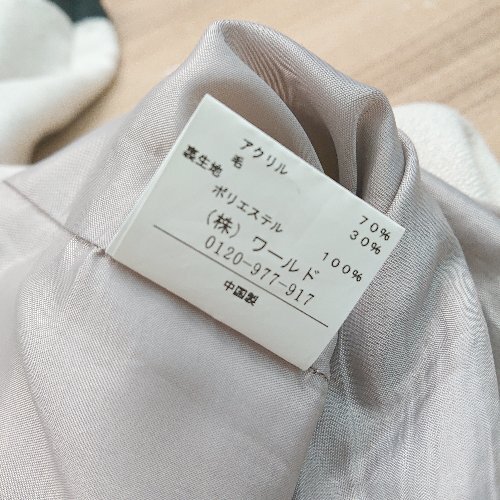 アクリル 70%
毛 30%
裏生地
ポリエステル 100%
(株)ワールド
0120-977-917
中国製